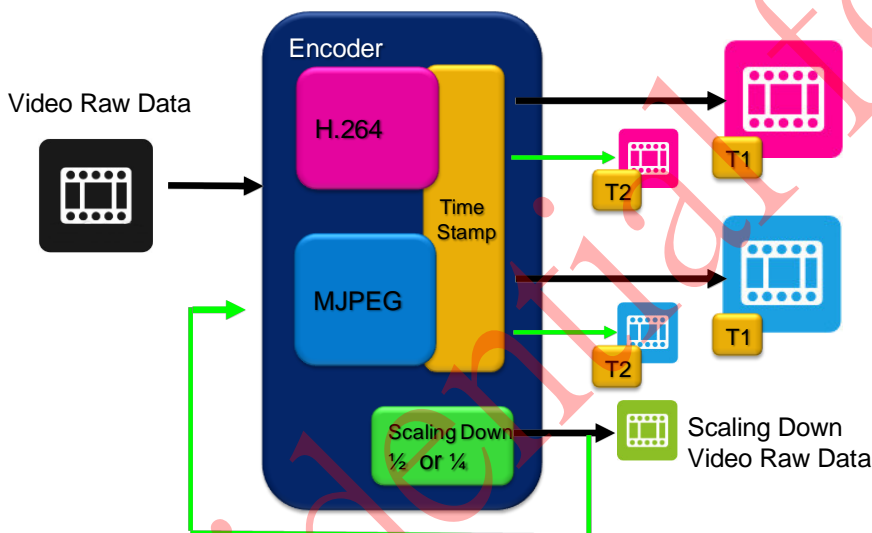 Encoder
Video Raw Data
H.264
Time
Stamp
T1
T2
MJPEG
T1
T2
Scaling Down
½ or ¼
Scaling Down
Video Raw Data